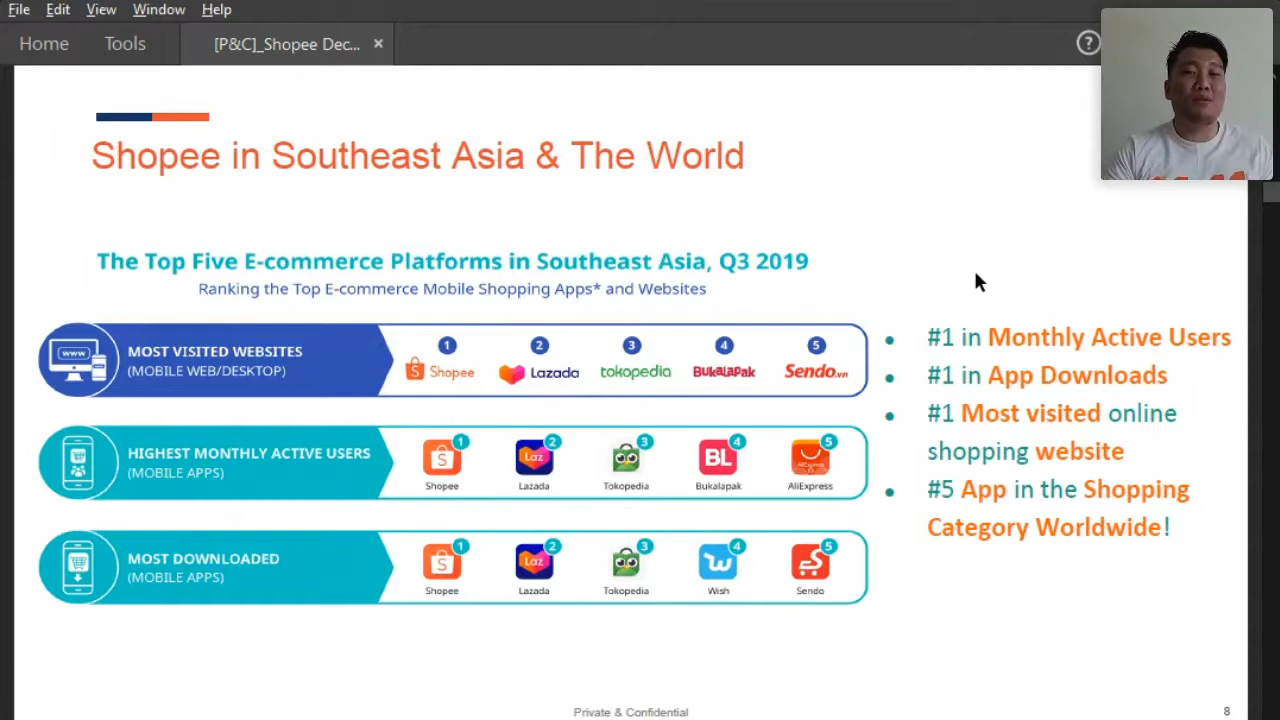 File Edit View Window Help
Home Tools [P&C]_Shopee Dec... × ?
Shopee in Southeast Asia & The World
The Top Five E-commerce Platforms in Southeast Asia, Q3 2019
Ranking the Top E-commerce Mobile Shopping Apps* and Websites
www
MOST VISITED WEBSITES
(MOBILE WEB/DESKTOP)
1 2 3 4 5
Shopee Lazada tokopedia BukaLapak Sendo.vn
HIGHEST MONTHLY ACTIVE USERS
(MOBILE APPS)
1 2 3 4 5
Laz BL AliExpress
Shopee Lazada Tokopedia Bukalapak AliExpress
MOST DOWNLOADED
(MOBILE APPS)
1 2 3 4 5
Laz
Shopee Lazada Tokopedia Wish Sendo
• #1 in Monthly Active Users
• #1 in App Downloads
• #1 Most visited online
shopping website
• #5 App in the Shopping
Category Worldwide!
Private & Confidential
8